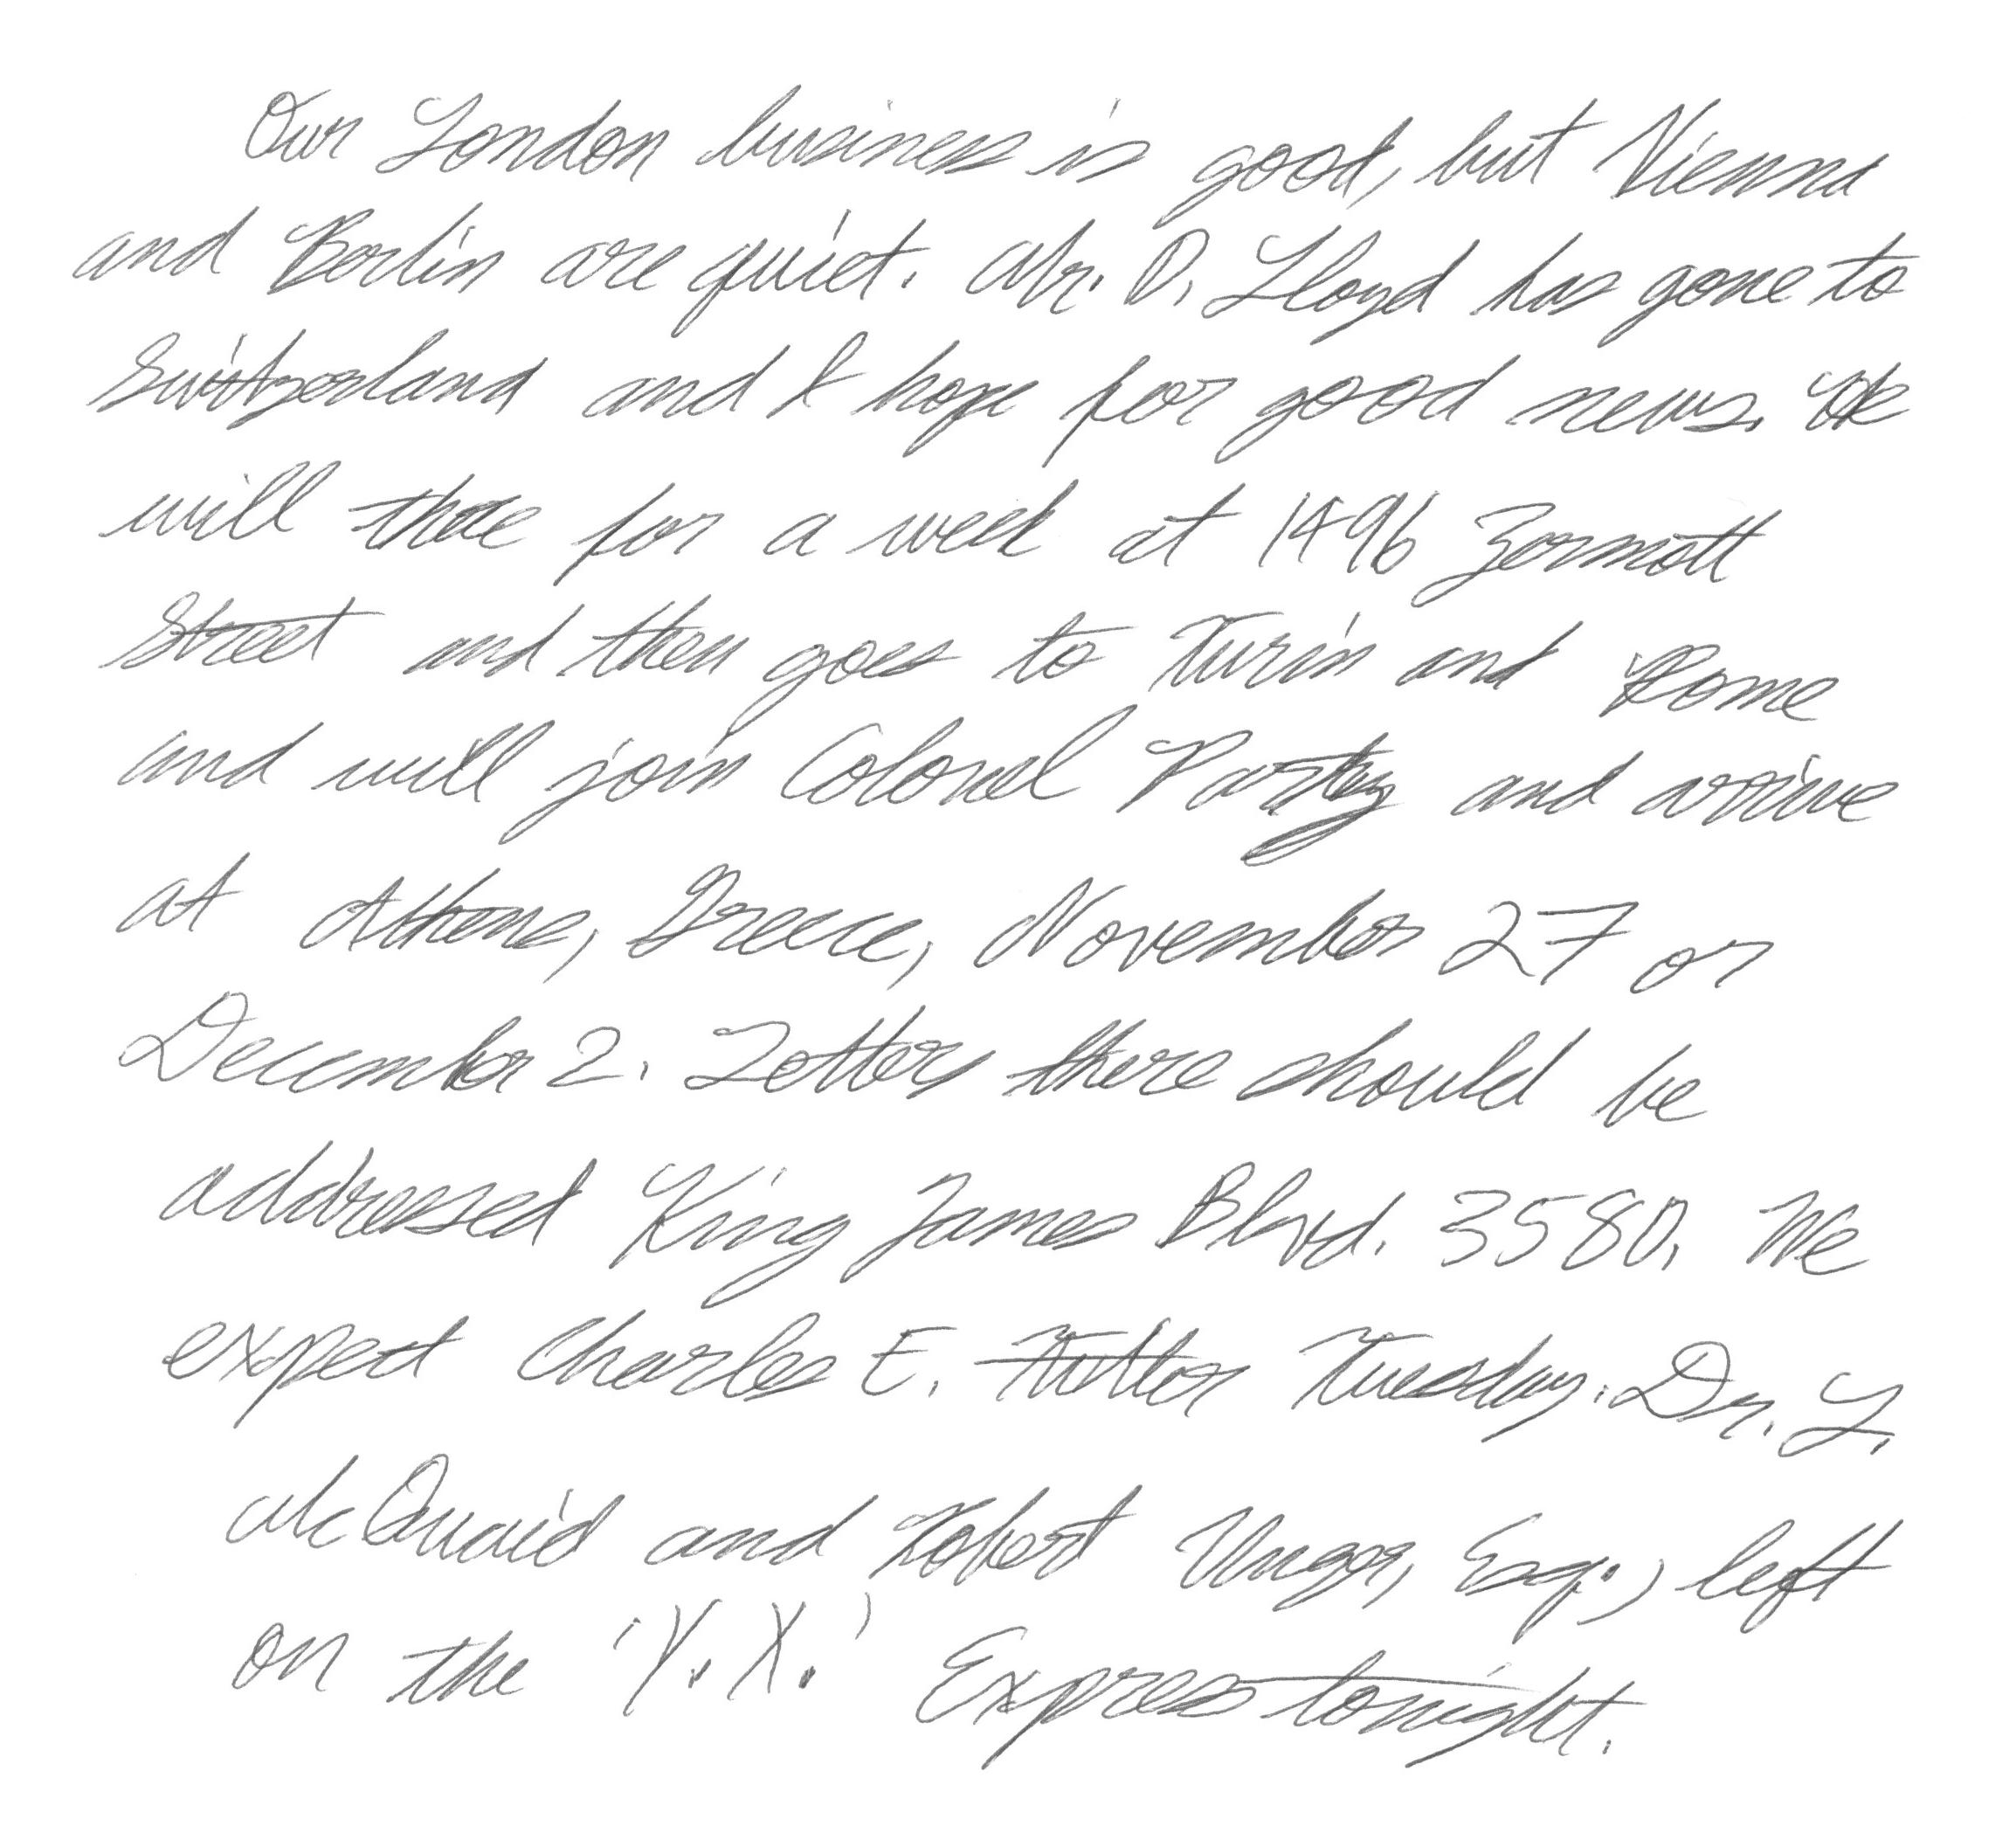 Our London business is good, but Vienna
and Berlin are quiet. Mr. D. Lloyd has gone to
Switzerland and I hope for good news. He
will there for a week at 1496 Zermott
Street and then goes to Turin and Rome
and will join Colonel Party and arrive
at Athens, Greece, November 27 or
December 2. Letters there should be
addressed King James Blvd. 3580. We
expect Charles E. Fuller Tuesday. Dr. L.
McQuaid and Robert Unger, Esq., left
on the 'Y.X.' Express tonight.